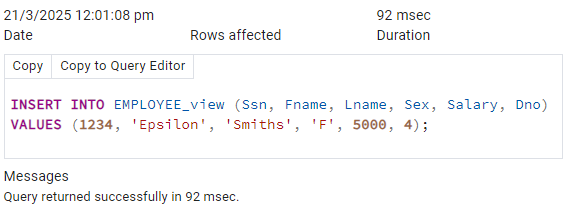 21/3/2025 12:01:08 pm 92 msec
Date Rows affected Duration
Copy Copy to Query Editor
INSERT INTO EMPLOYEE_view (Ssn, Fname, Lname, Sex, Salary, Dno)
VALUES (1234, 'Epsilon', 'Smiths', 'F', 5000, 4);
Messages
Query returned successfully in 92 msec.